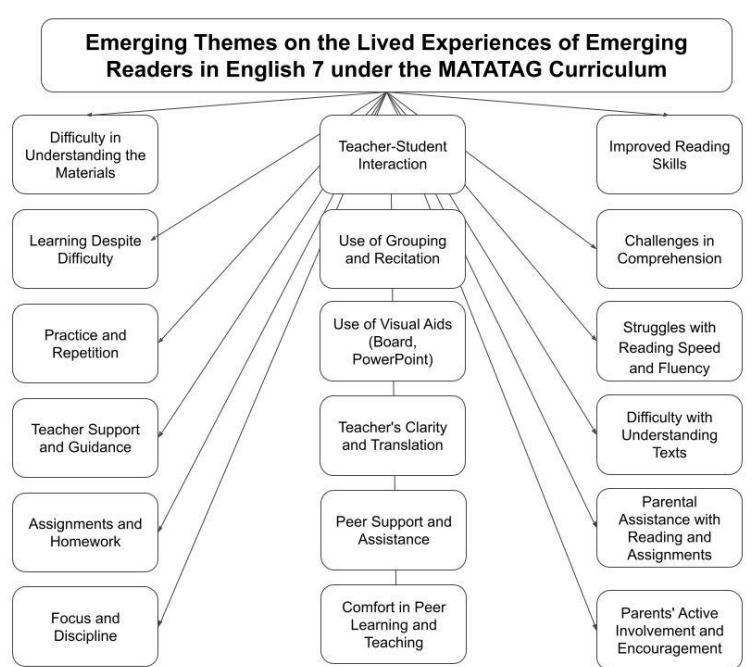 Emerging Themes on the Lived Experiences of Emerging
Readers in English 7 under the MATATAG Curriculum
Difficulty in
Understanding the
Materials
Learning Despite
Difficulty
Practice and
Repetition
Teacher Support
and Guidance
Assignments and
Homework
Focus and
Discipline
Teacher-Student
Interaction
Use of Grouping
and Recitation
Use of Visual Aids
(Board,
PowerPoint)
Teacher's Clarity
and Translation
Peer Support and
Assistance
Comfort in Peer
Learning and
Teaching
Improved Reading
Skills
Challenges in
Comprehension
Struggles with
Reading Speed
and Fluency
Difficulty with
Understanding
Texts
Parental
Assistance with
Reading and
Assignments
Parents' Active
Involvement and
Encouragement